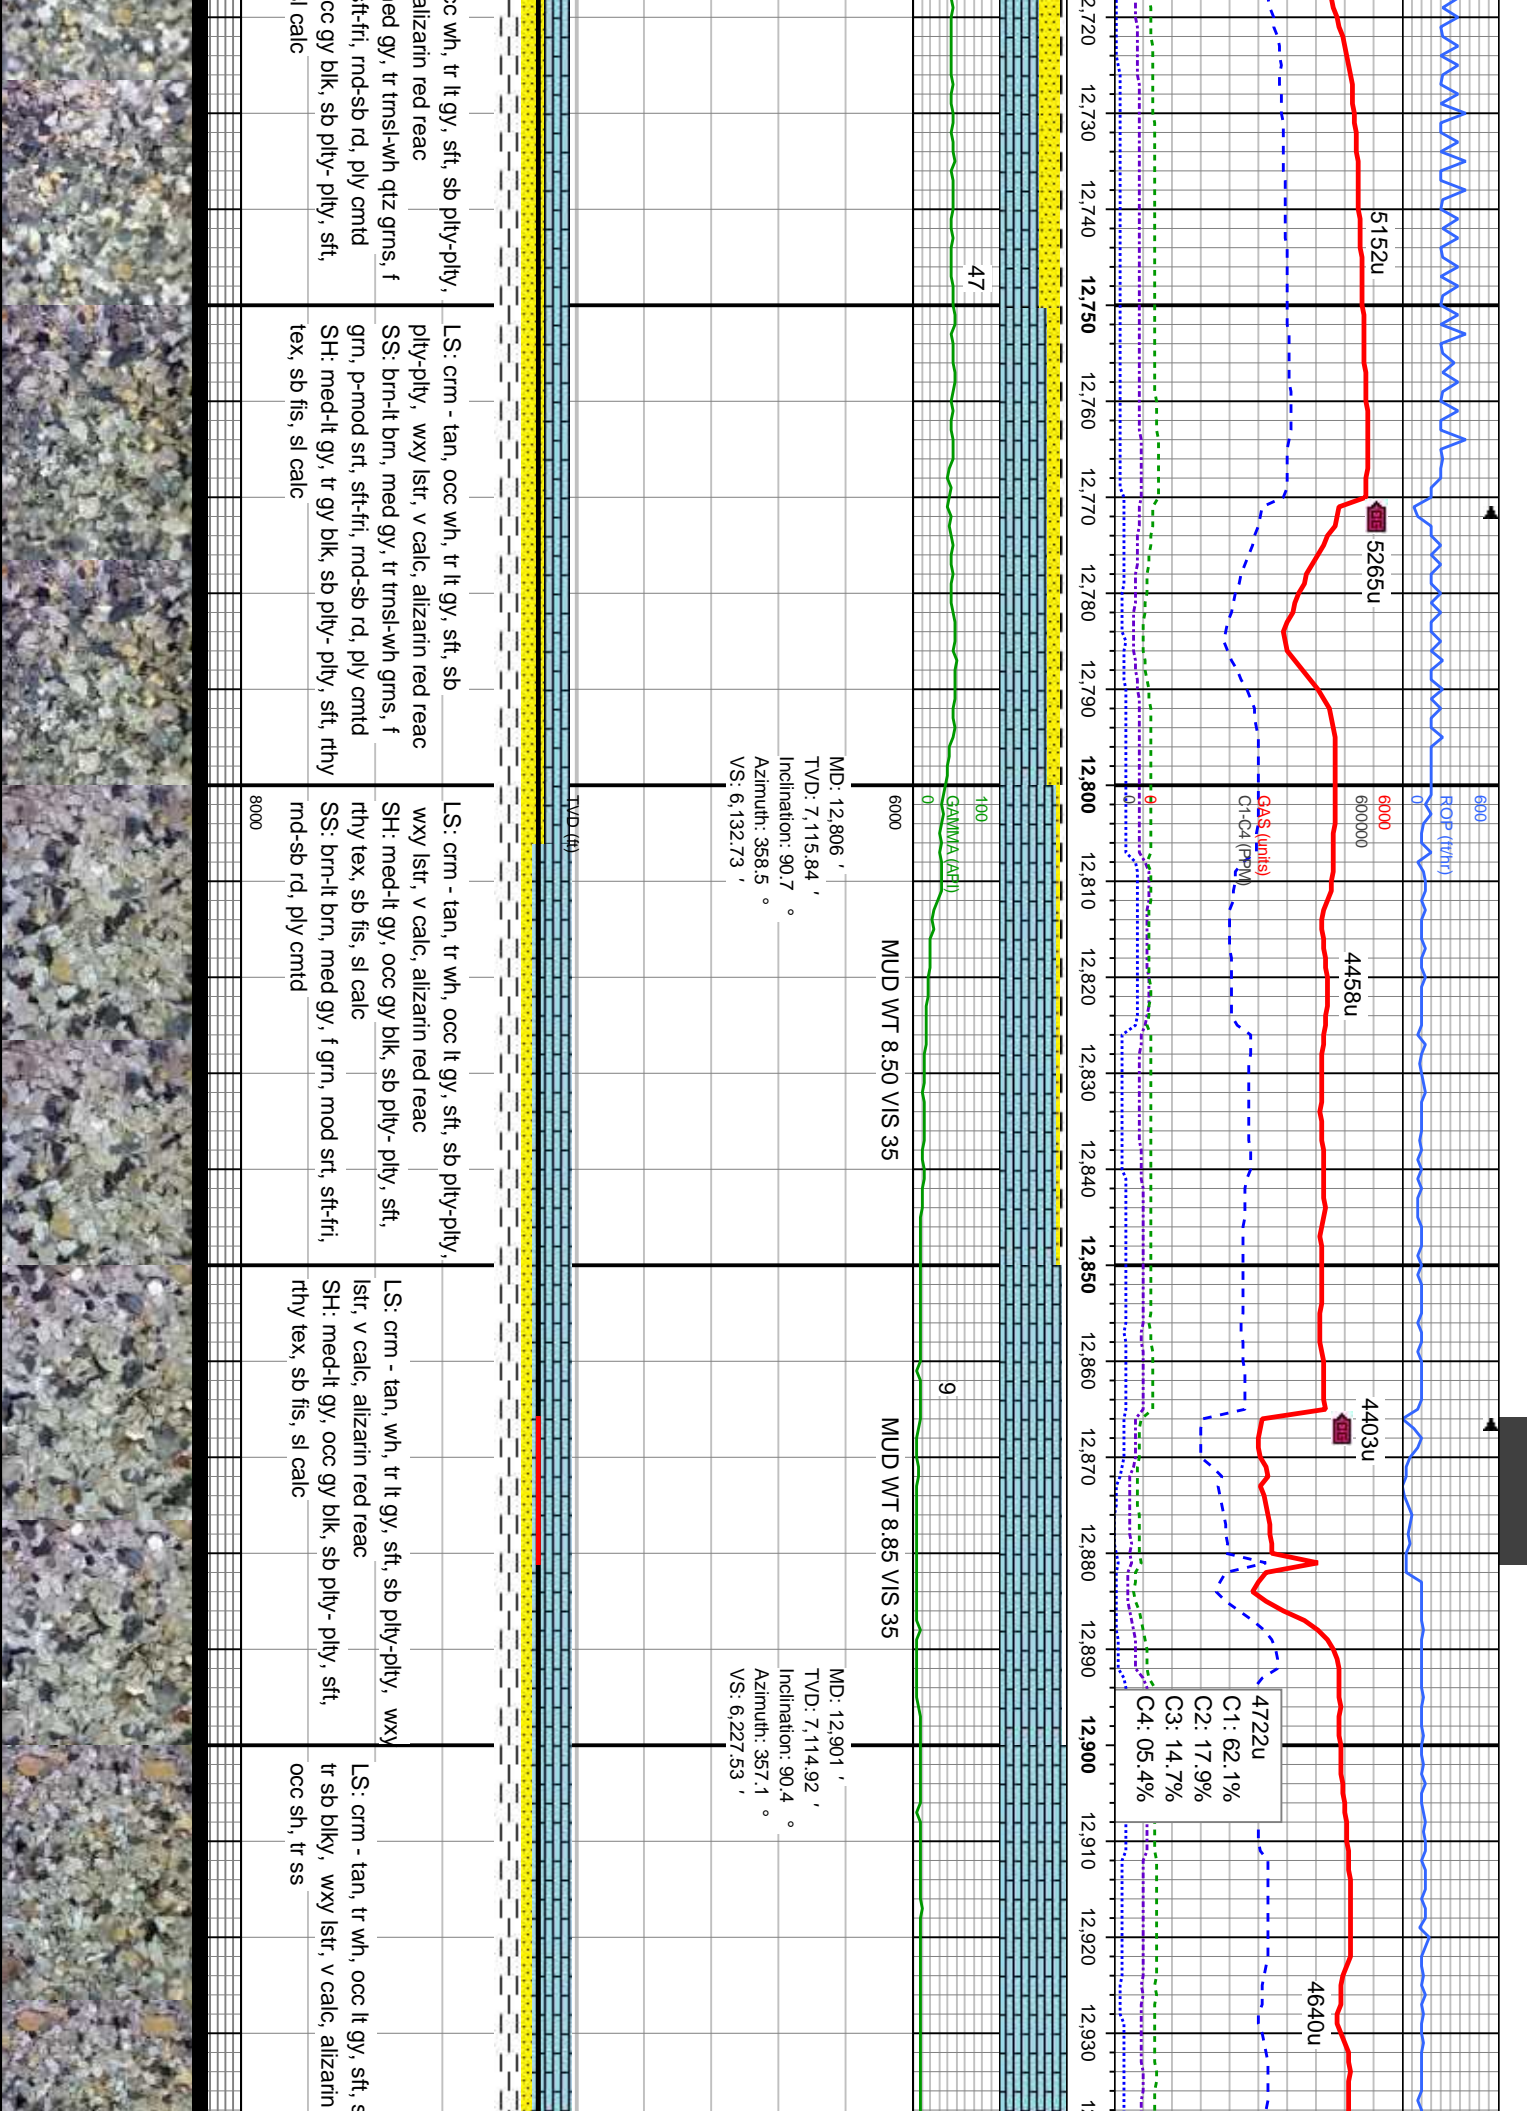 ROP (ft/hr)
0
600
5152u
5265u
4458u
4403u
4640u
6000
600000
GAS (units)
C1-C4 (PPM)
0
0
4722u
C1: 62.1%
C2: 17.9%
C3: 14.7%
C4: 05.4%
12,720
12,730
12,740
12,750
12,760
12,770
12,780
12,790
12,800
12,810
12,820
12,830
12,840
12,850
12,860
12,870
12,880
12,890
12,900
12,910
12,920
12,930
47
9
100
GAMMA (API)
0
6000
MUD WT 8.50 VIS 35
MUD WT 8.85 VIS 35
MD: 12,806 '
TVD: 7,115.84 '
Inclination: 90.7 °
Azimuth: 358.5 °
VS: 6,132.73 '
MD: 12,901 '
TVD: 7,114.92 '
Inclination: 90.4 °
Azimuth: 357.1 °
VS: 6,227.53 '
TVD (ft)
8000
wh, tr lt gy, sft, sb plty-plty,
alizarin red reac
gy, tr trnsl-wh qtz grns, f
sft-fri, rnd-sb rd, ply cmtd
gy blk, sb plty- plty, sft,
calc
LS: crm - tan, occ wh, tr lt gy, sft, sb
plty-plty, wxy lstr, v calc, alizarin red reac
SS: brn-lt brn, med gy, tr trnsl-wh grns, f
grn, p-mod srt, sft-fri, rnd-sb rd, ply cmtd
SH: med-lt gy, tr gy blk, sb plty- plty, sft, rthy
tex, sb fis, sl calc
LS: crm - tan, tr wh, occ lt gy, sft, sb plty-plty,
wxy lstr, v calc, alizarin red reac
SH: med-lt gy, occ gy blk, sb plty- plty, sft,
rthy tex, sb fis, sl calc
SS: brn-lt brn, med gy, f grn, mod srt, sft-fri,
rnd-sb rd, ply cmtd
LS: crm - tan, wh, tr lt gy, sft, sb plty-plty, wxy
lstr, v calc, alizarin red reac
SH: med-lt gy, occ gy blk, sb plty- plty, sft,
rthy tex, sb fis, sl calc
LS: crm - tan, tr wh, occ lt gy, sft,
tr sb blky, wxy lstr, v calc, alizarin
occ sh, tr ss